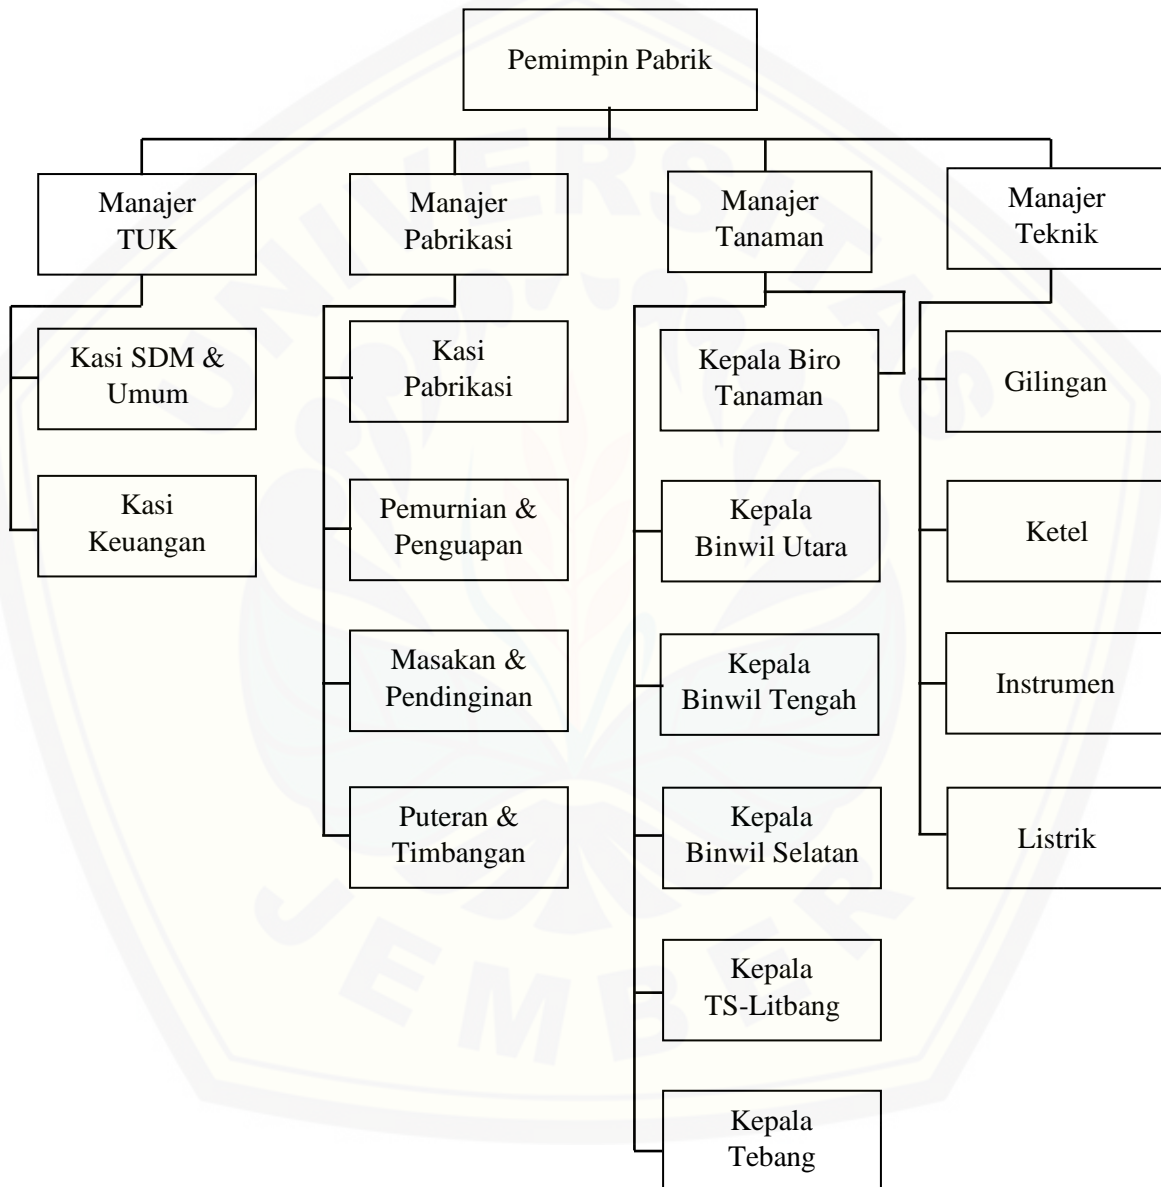 Pemimpin Pabrik
Manajer
TUK
Manajer
Pabrikasi
Manajer
Tanaman
Manajer
Teknik
Kasi SDM &
Umum
Kasi
Keuangan
Kasi
Pabrikasi
Pemurnian &
Penguapan
Masakan &
Pendinginan
Puteran &
Timbangan
Kepala Biro
Tanaman
Kepala
Binwil Utara
Kepala
Binwil Tengah
Kepala
Binwil Selatan
Kepala
TS-Litbang
Kepala
Tebang
Gilingan
Ketel
Instrumen
Listrik
UNIVERSITAS
JEMBER